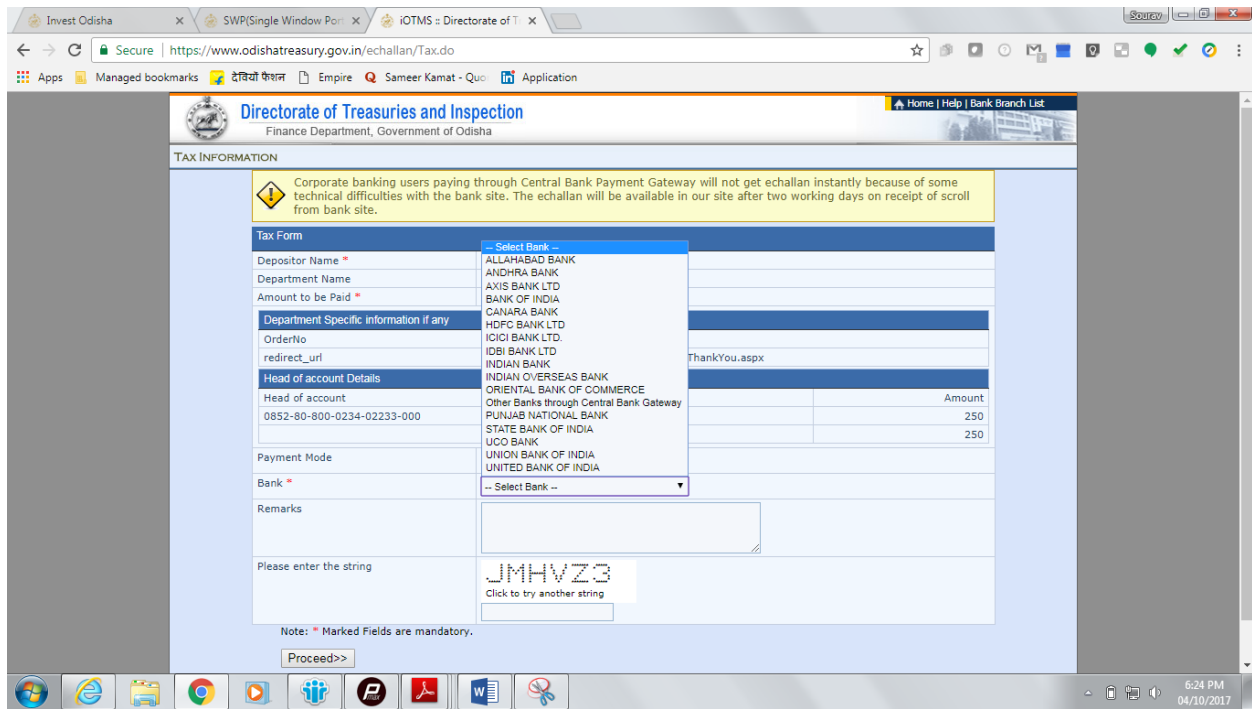 Invest Odisha
SWP(Single Window Por
iOTMS :: Directorate of T
Sourav
Secure
https://www.odishatreasury.gov.in/echallan/Tax.do
Apps
Managed bookmarks
देवियों फैशन
Empire
Sameer Kamat - Quo
Application
Directorate of Treasuries and Inspection
Finance Department, Government of Odisha
Home | Help | Bank Branch List
TAX INFORMATION
Corporate banking users paying through Central Bank Payment Gateway will not get echallan instantly because of some
technical difficulties with the bank site. The echallan will be available in our site after two working days on receipt of scroll
from bank site.
Tax Form
Depositor Name *
Department Name
Amount to be Paid *
Department Specific information if any
OrderNo
redirect_url
ThankYou.aspx
Head of account Details
Head of account
Amount
0852-80-800-0234-02233-000
250
250
-- Select Bank --
ALLAHABAD BANK
ANDHRA BANK
AXIS BANK LTD
BANK OF INDIA
CANARA BANK
HDFC BANK LTD
ICICI BANK LTD.
IDBI BANK LTD
INDIAN BANK
INDIAN OVERSEAS BANK
ORIENTAL BANK OF COMMERCE
Other Banks through Central Bank Gateway
PUNJAB NATIONAL BANK
STATE BANK OF INDIA
UCO BANK
UNION BANK OF INDIA
UNITED BANK OF INDIA
Payment Mode
Bank *
-- Select Bank --
Remarks
Please enter the string
JMHVZ3
Click to try another string
Note: * Marked Fields are mandatory.
Proceed>>
6:24 PM
04/10/2017